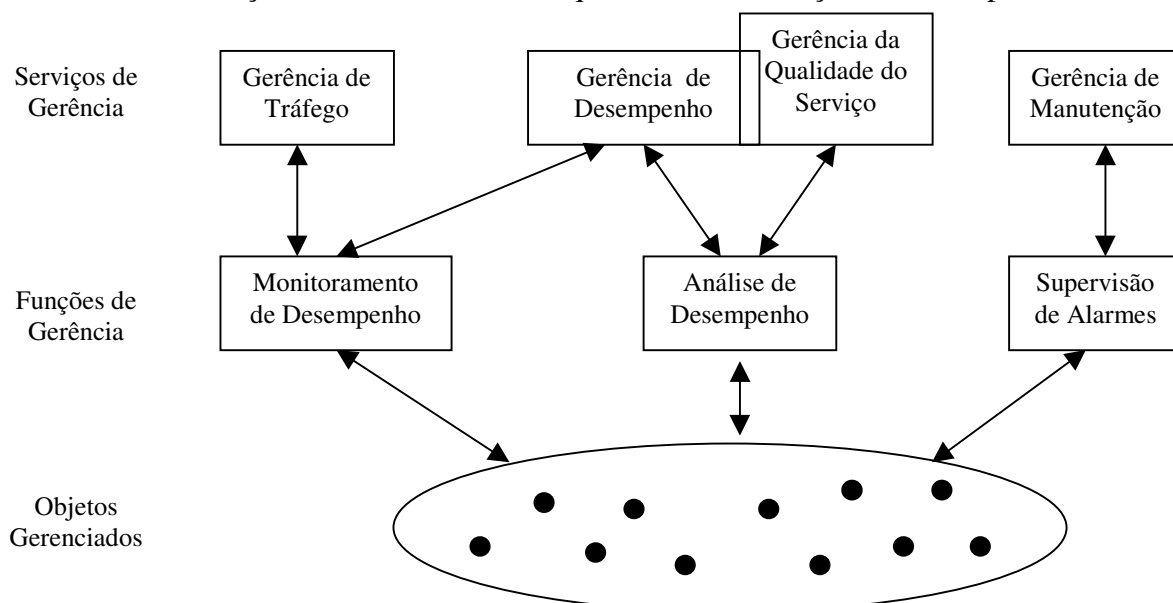 Serviços de
Gerência
Gerência de
Tráfego
Gerência de
Desempenho
Gerência da
Qualidade do
Serviço
Gerência de
Manutenção
Funções de
Gerência
Monitoramento
de Desempenho
Análise de
Desempenho
Supervisão
de Alarmes
Objetos
Gerenciados